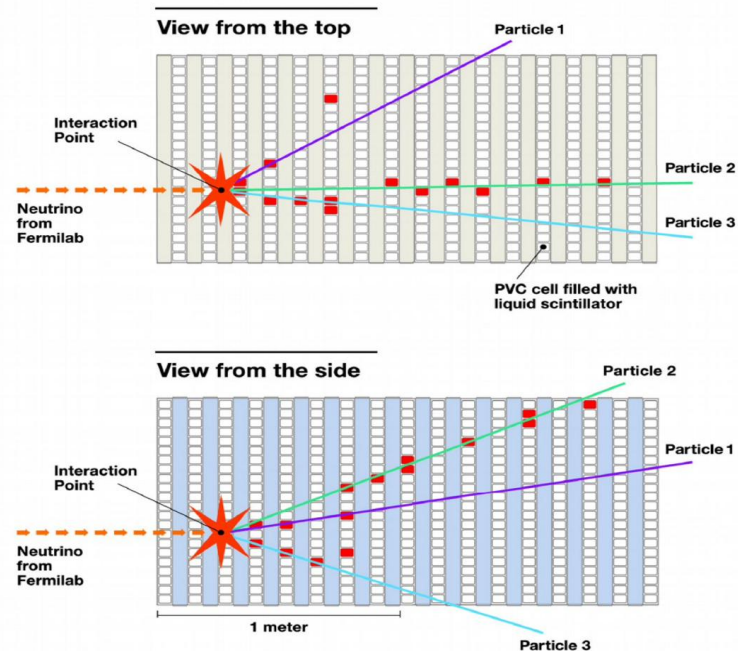 View from the top
Particle 1
Interaction
Point
Particle 2
Neutrino
from
Fermilab
Particle 3
PVC cell filled with
liquid scintillator
View from the side
Particle 2
Particle 1
Interaction
Point
Neutrino
from
Fermilab
1 meter
Particle 3